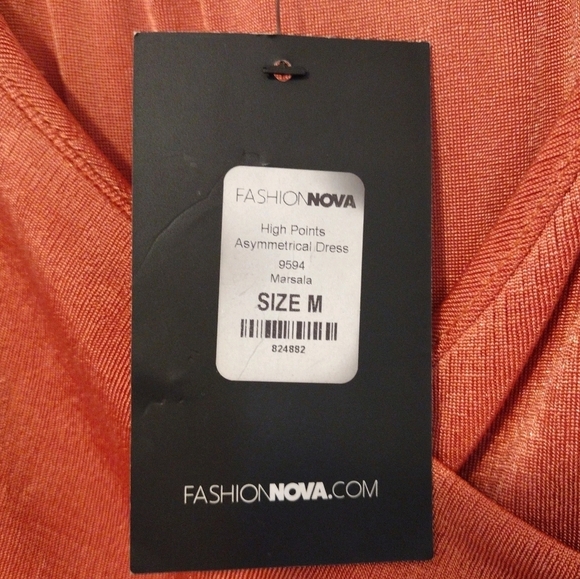 FASHIONNOVA
High Points
Asymmetrical Dress
9594
Marsala
SIZE M
824882
FASHIONNOVA.COM